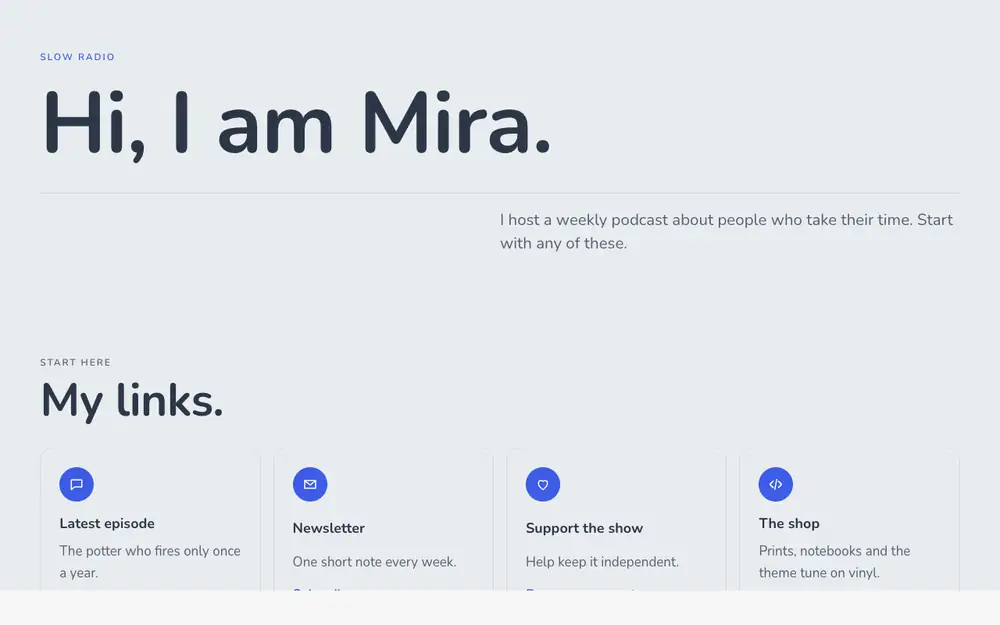 SLOW RADIO
Hi, I am Mira.
I host a weekly podcast about people who take their time. Start
with any of these.
START HERE
My links.
Latest episode
The potter who fires only once
a year.
Newsletter
One short note every week.
Support the show
Help keep it independent.
The shop
Prints, notebooks and the
theme tune on vinyl.